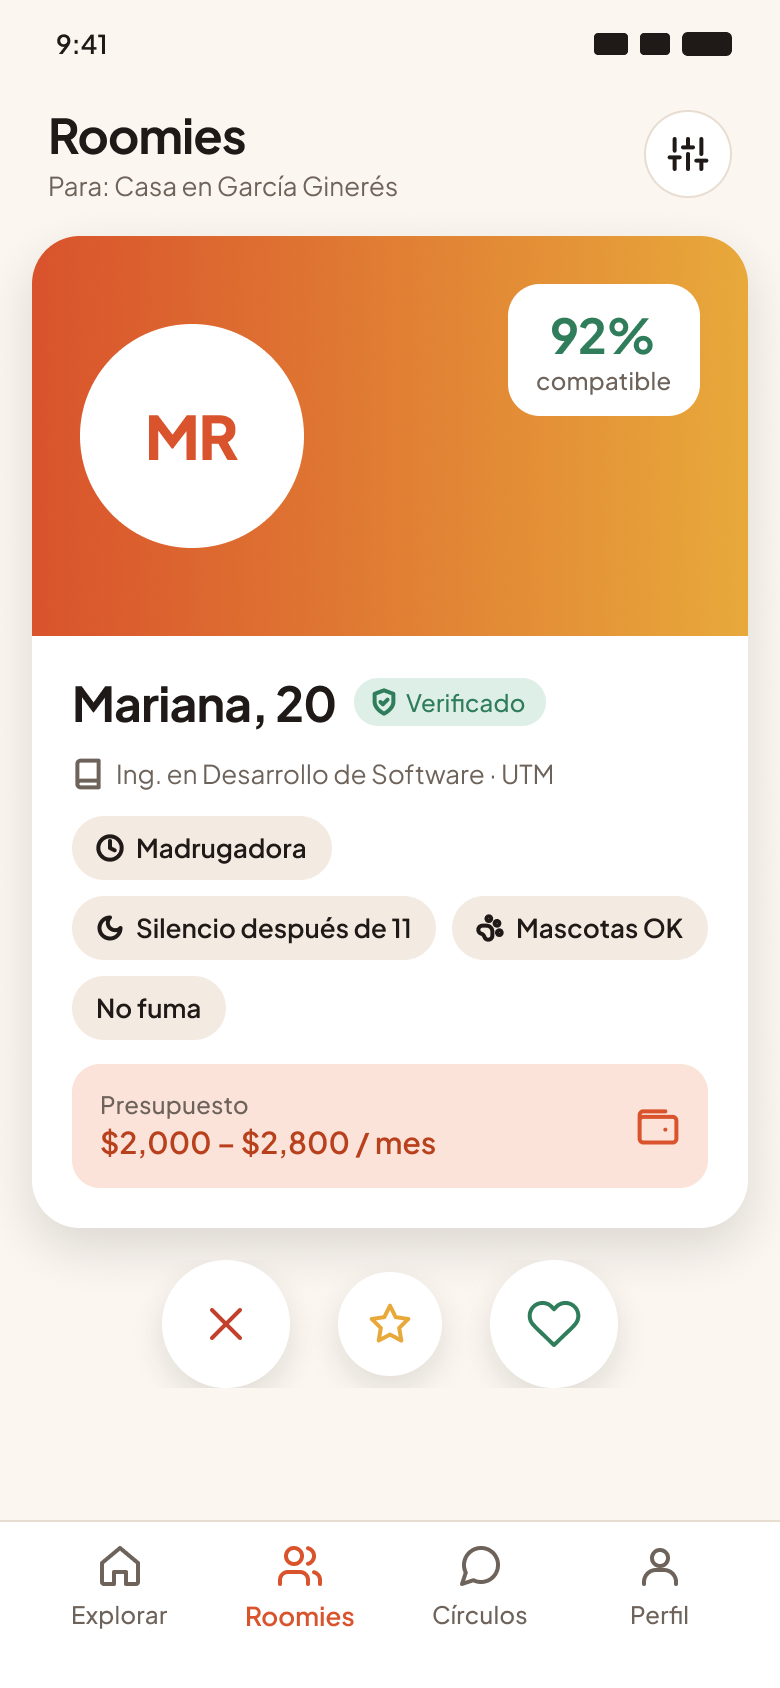 9:41
Roomies
Para: Casa en García Ginerés
92%
compatible
MR
Mariana, 20
Verificado
Ing. en Desarrollo de Software · UTM
Madrugadora
Silencio después de 11
Mascotas OK
No fuma
Presupuesto
$2,000 – $2,800 / mes
Explorar
Roomies
Círculos
Perfil